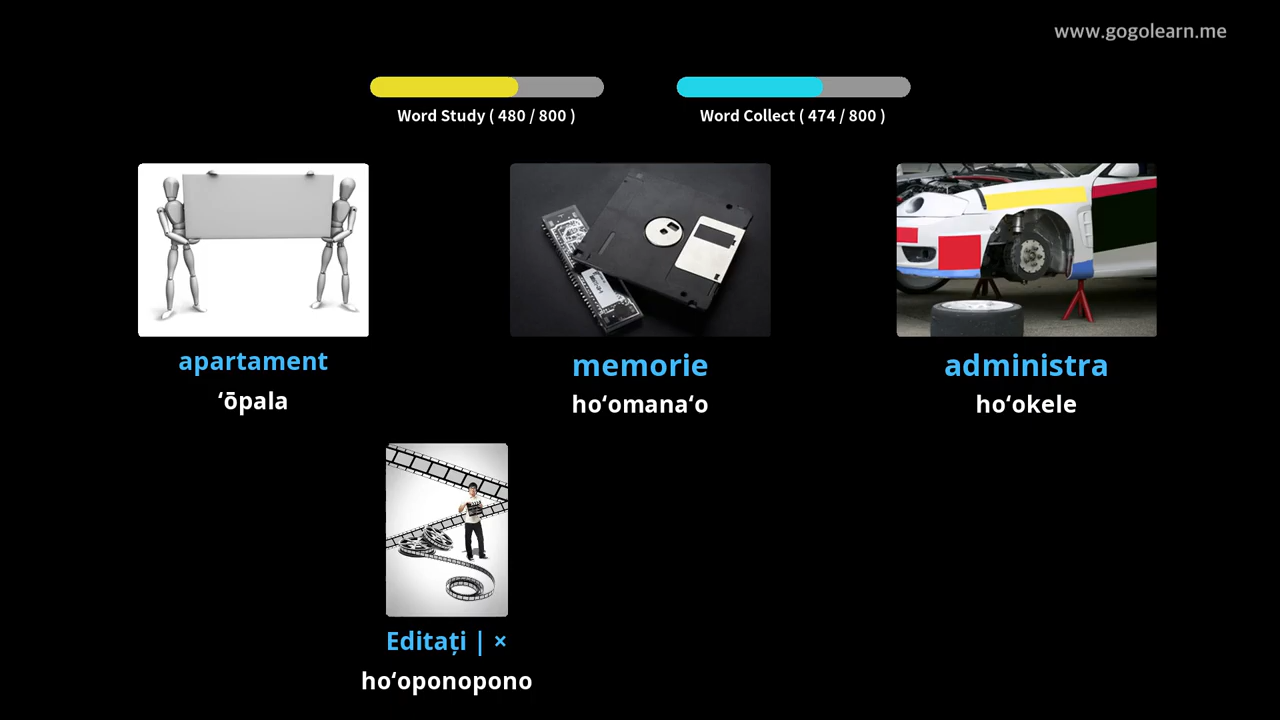 www.gogolearn.me
Word Study ( 480 / 800 )
Word Collect ( 474 / 800 )
apartament
ʻōpala
memorie
hoʻomanaʻo
administra
hoʻokele
Editați | ×
hoʻoponopono